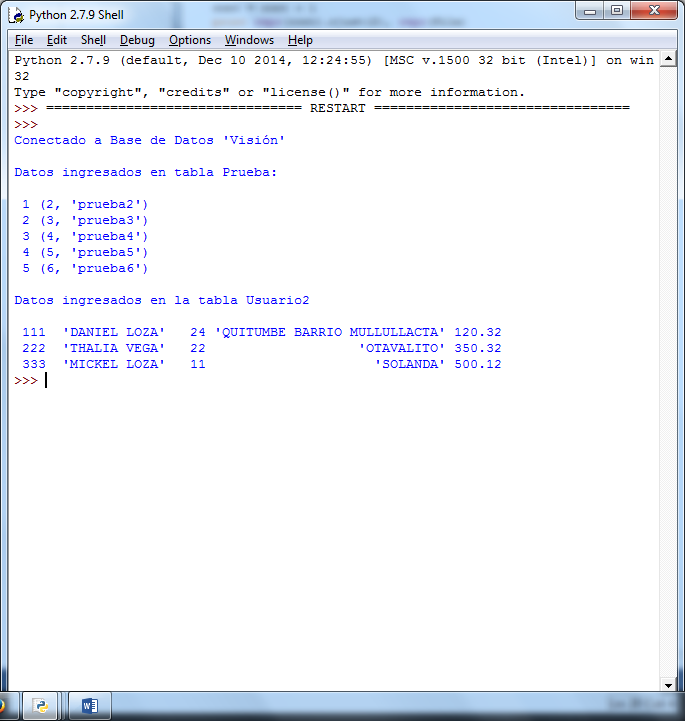 Python 2.7.9 Shell
File Edit Shell Debug Options Windows Help
Python 2.7.9 (default, Dec 10 2014, 12:24:55) [MSC v.1500 32 bit (Intel)] on win
32
Type "copyright", "credits" or "license()" for more information.
>>> ================================ RESTART ================================
>>>
Conectado a Base de Datos 'Visión'
Datos ingresados en tabla Prueba:
1 (2, 'prueba2')
2 (3, 'prueba3')
3 (4, 'prueba4')
4 (5, 'prueba5')
5 (6, 'prueba6')
Datos ingresados en la tabla Usuario2
111 'DANIEL LOZA' 24 'QUITUMBE BARRIO MULLULLACTA' 120.32
222 'THALIA VEGA' 22 'OTAVALITO' 350.32
333 'MICKEL LOZA' 11 'SOLANDA' 500.12
>>>